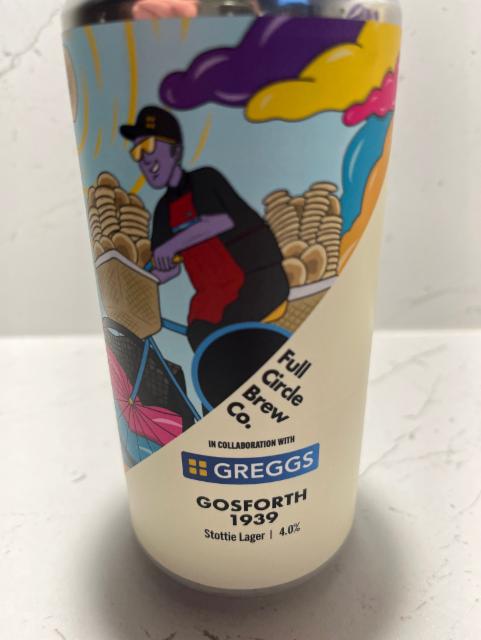 Full
Circle
Brew
Co.
IN COLLABORATION WITH
GREGGS
GOSFORTH
1939
Stottie Lager | 4.0%